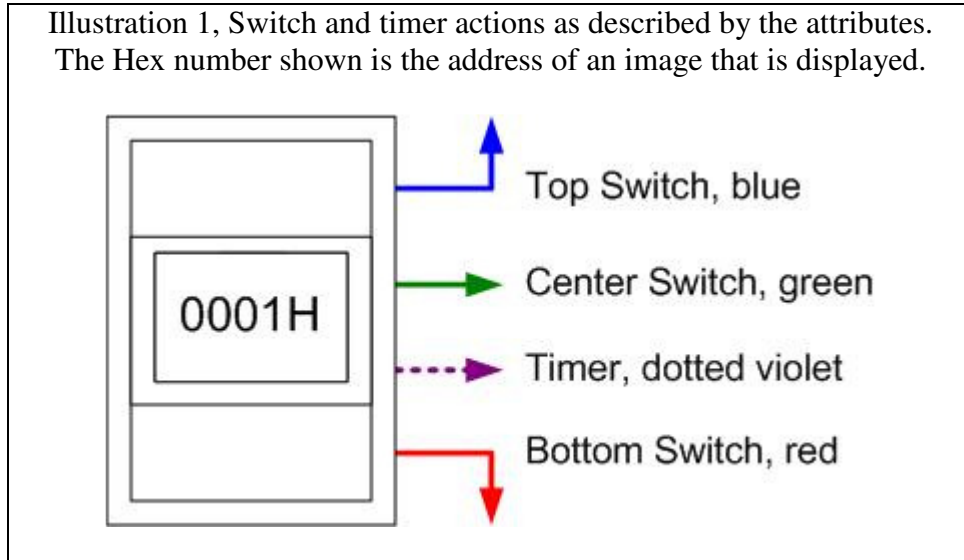 Illustration 1, Switch and timer actions as described by the attributes.
The Hex number shown is the address of an image that is displayed.
Top Switch, blue
Center Switch, green
0001H
Timer, dotted violet
Bottom Switch, red